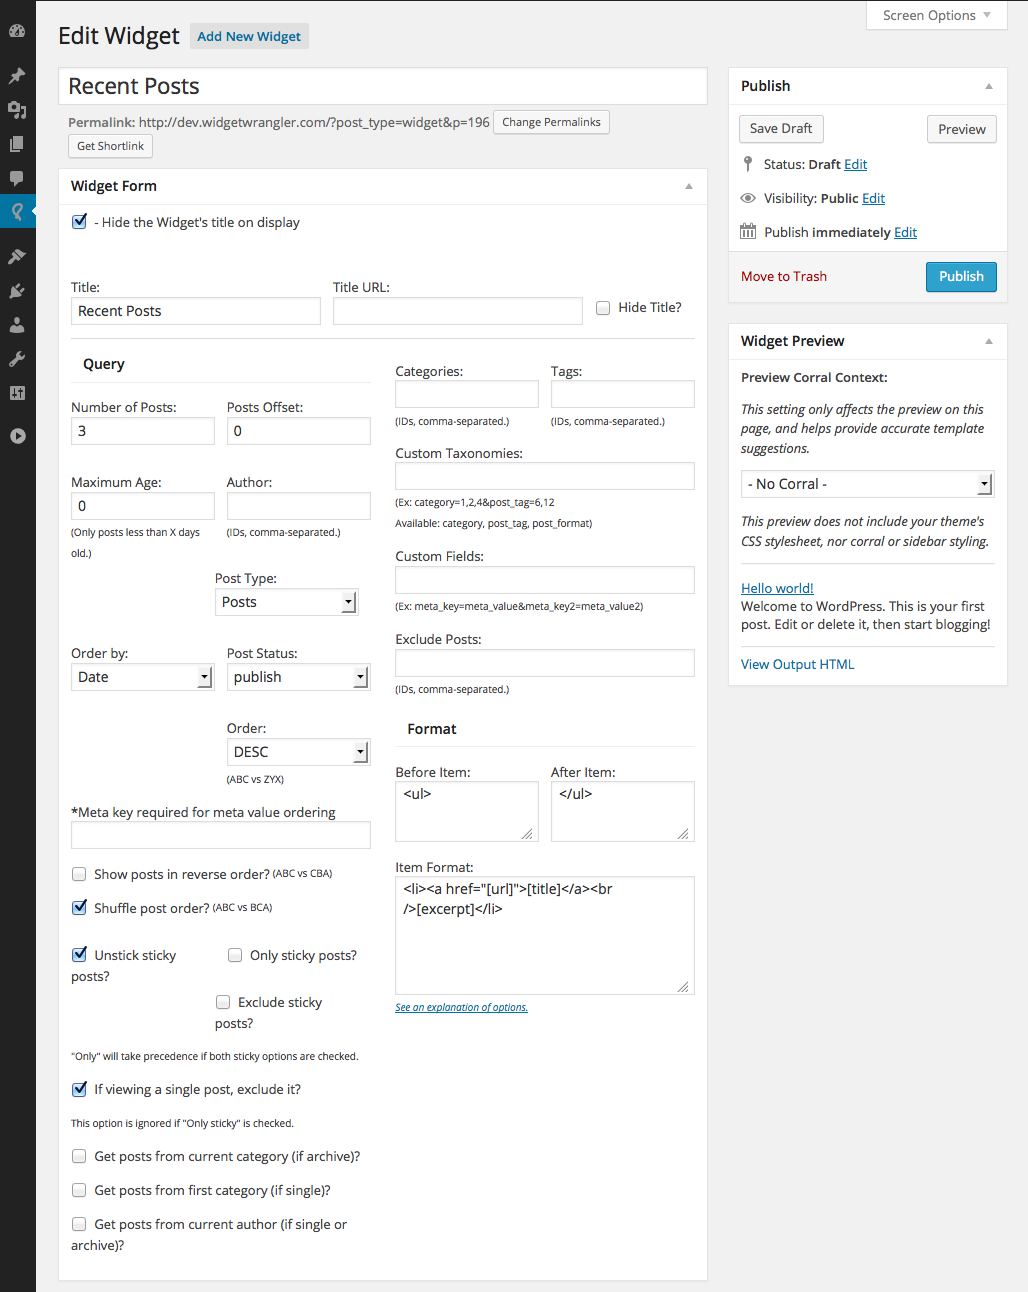 Screen Options
Edit Widget Add New Widget
Recent Posts
Permalink: http://dev.widgetwrangler.com/?post_type=widget&p=196 Change Permalinks
Get Shortlink
Widget Form
- Hide the Widget's title on display
Title: Title URL:
Recent Posts Hide Title?
Query
Number of Posts: Posts Offset:
3 0
Maximum Age: Author:
0
(Only posts less than X days (IDs, comma-separated.)
old.)
Post Type:
Posts
Order by: Post Status:
Date publish
Order:
DESC
(ABC vs ZYX)
*Meta key required for meta value ordering
Show posts in reverse order? (ABC vs CBA)
Shuffle post order? (ABC vs BCA)
Unstick sticky Only sticky posts?
posts?
Exclude sticky
posts?
"Only" will take precedence if both sticky options are checked.
If viewing a single post, exclude it?
This option is ignored if "Only sticky" is checked.
Get posts from current category (if archive)?
Get posts from first category (if single)?
Get posts from current author (if single or
archive)?
Categories: Tags:
(IDs, comma-separated.) (IDs, comma-separated.)
Custom Taxonomies:
(Ex: category=1,2,4&post_tag=6,12
Available: category, post_tag, post_format)
Custom Fields:
(Ex: meta_key=meta_value&meta_key2=meta_value2)
Exclude Posts:
(IDs, comma-separated.)
Format
Before Item: After Item:
<ul> </ul>
Item Format:
<li><a href="[url]">[title]</a><br
/>[excerpt]</li>
See an explanation of options.
Publish
Save Draft Preview
Status: Draft Edit
Visibility: Public Edit
Publish immediately Edit
Move to Trash Publish
Widget Preview
Preview Corral Context:
This setting only affects the preview on this
page, and helps provide accurate template
suggestions.
- No Corral -
This preview does not include your theme's
CSS stylesheet, nor corral or sidebar styling.
Hello world!
Welcome to WordPress. This is your first
post. Edit or delete it, then start blogging!
View Output HTML